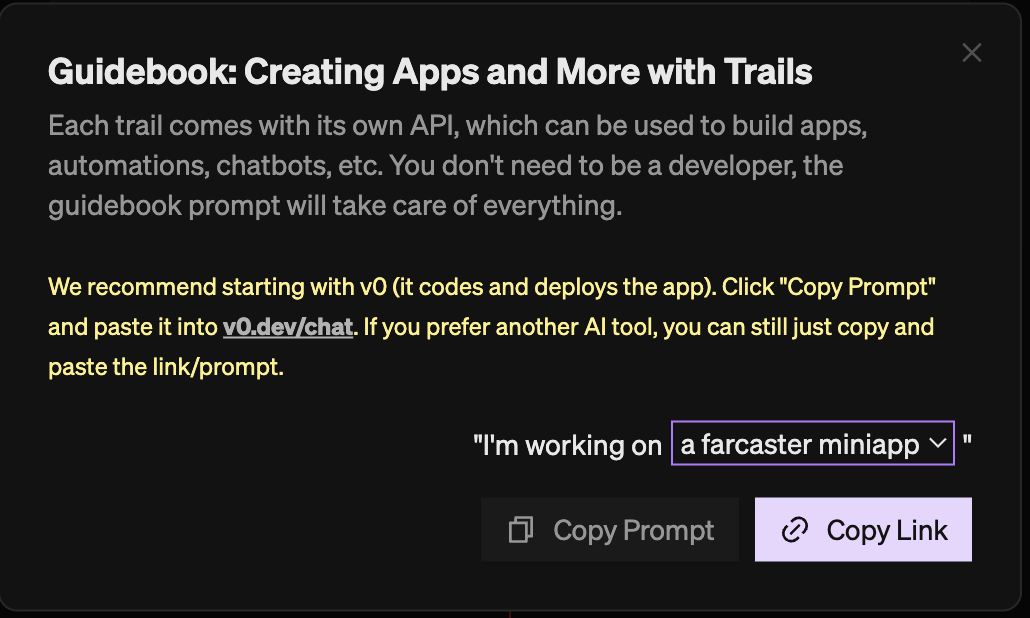 Guidebook: Creating Apps and More with Trails
Each trail comes with its own API, which can be used to build apps,
automations, chatbots, etc. You don't need to be a developer, the
guidebook prompt will take care of everything.
We recommend starting with v0 (it codes and deploys the app). Click "Copy Prompt"
and paste it into v0.dev/chat. If you prefer another AI tool, you can still just copy and
paste the link/prompt.
"I'm working on a farcaster miniapp "
Copy Prompt Copy Link